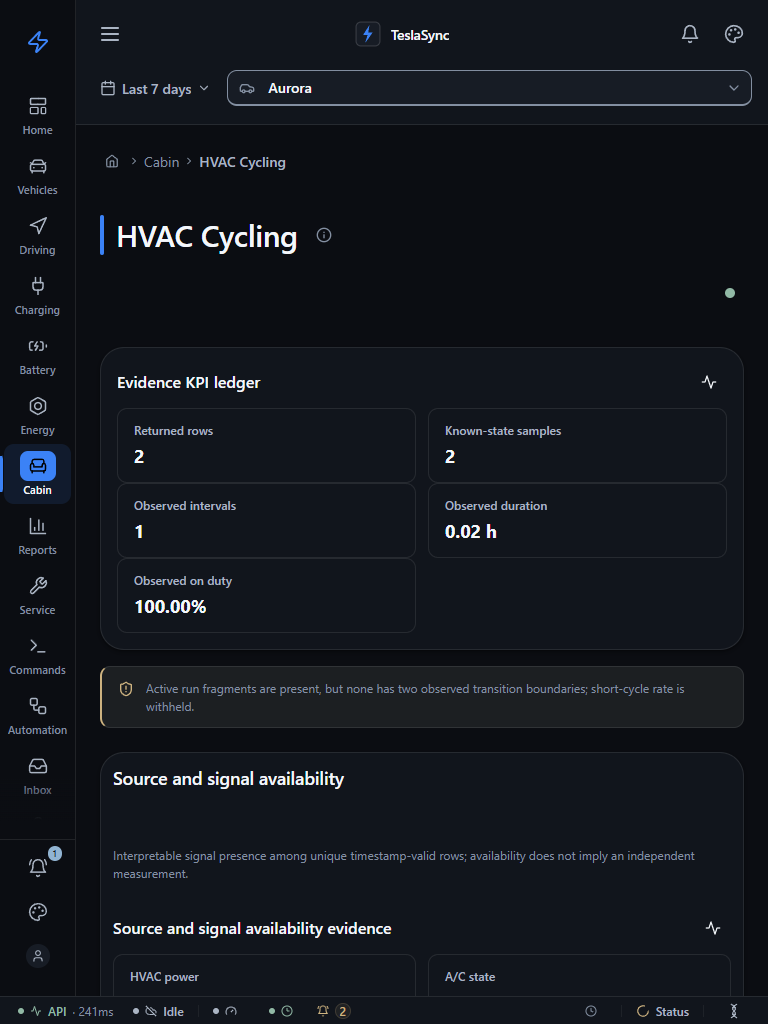 TeslaSync
Last 7 days
Aurora
Home
Vehicles
Driving
Charging
Battery
Energy
Cabin
Reports
Service
Commands
Automation
Inbox
1
Cabin
HVAC Cycling
HVAC Cycling
Evidence KPI ledger
Returned rows
2
Known-state samples
2
Observed intervals
1
Observed duration
0.02 h
Observed on duty
100.00%
Active run fragments are present, but none has two observed transition boundaries; short-cycle rate is
withheld.
Source and signal availability
Interpretable signal presence among unique timestamp-valid rows; availability does not imply an independent
measurement.
Source and signal availability evidence
HVAC power
A/C state
API · 241ms
Idle
2
Status